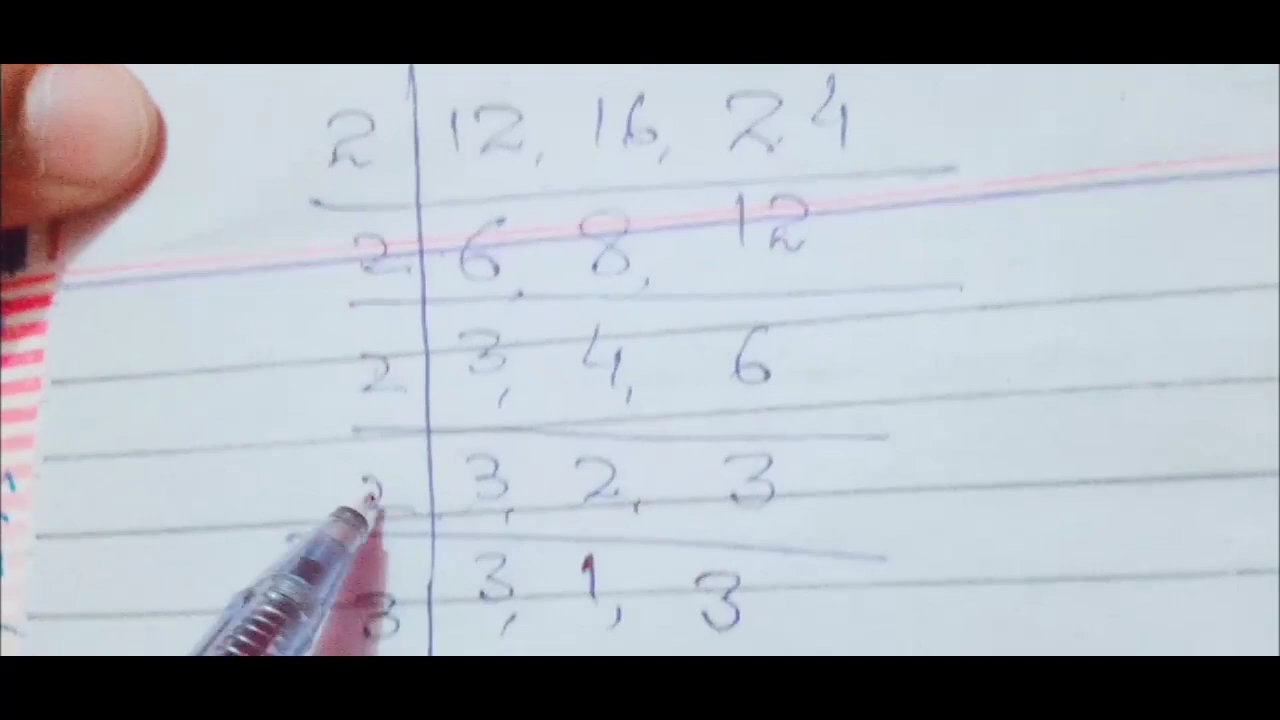 2 | 12, 16, 24
2 | 6, 8, 12
2 | 3, 4, 6
2 | 3, 2, 3
3 | 3, 1, 3